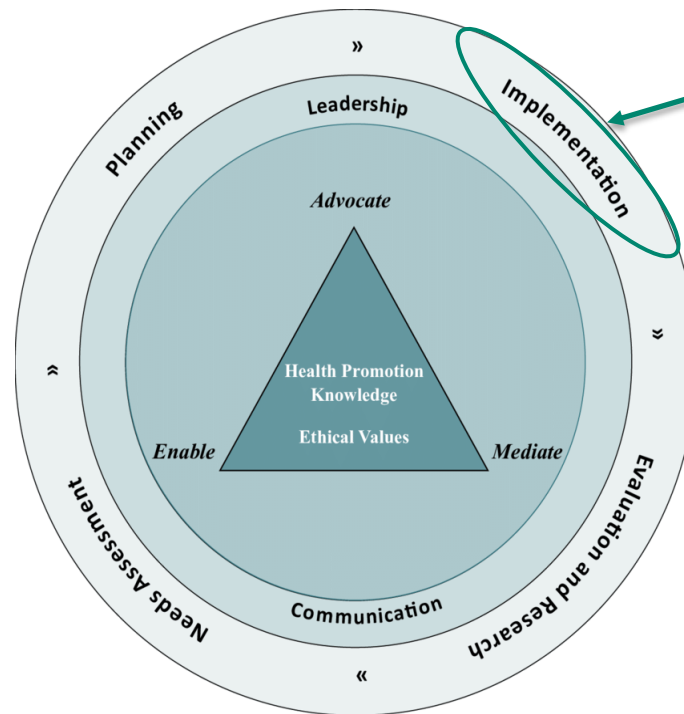 »
Planning
Implementation
Leadership
Advocate
»
»
Health Promotion
Knowledge
Ethical Values
Enable
Mediate
Needs Assessment
Evaluation and Research
Communication
»